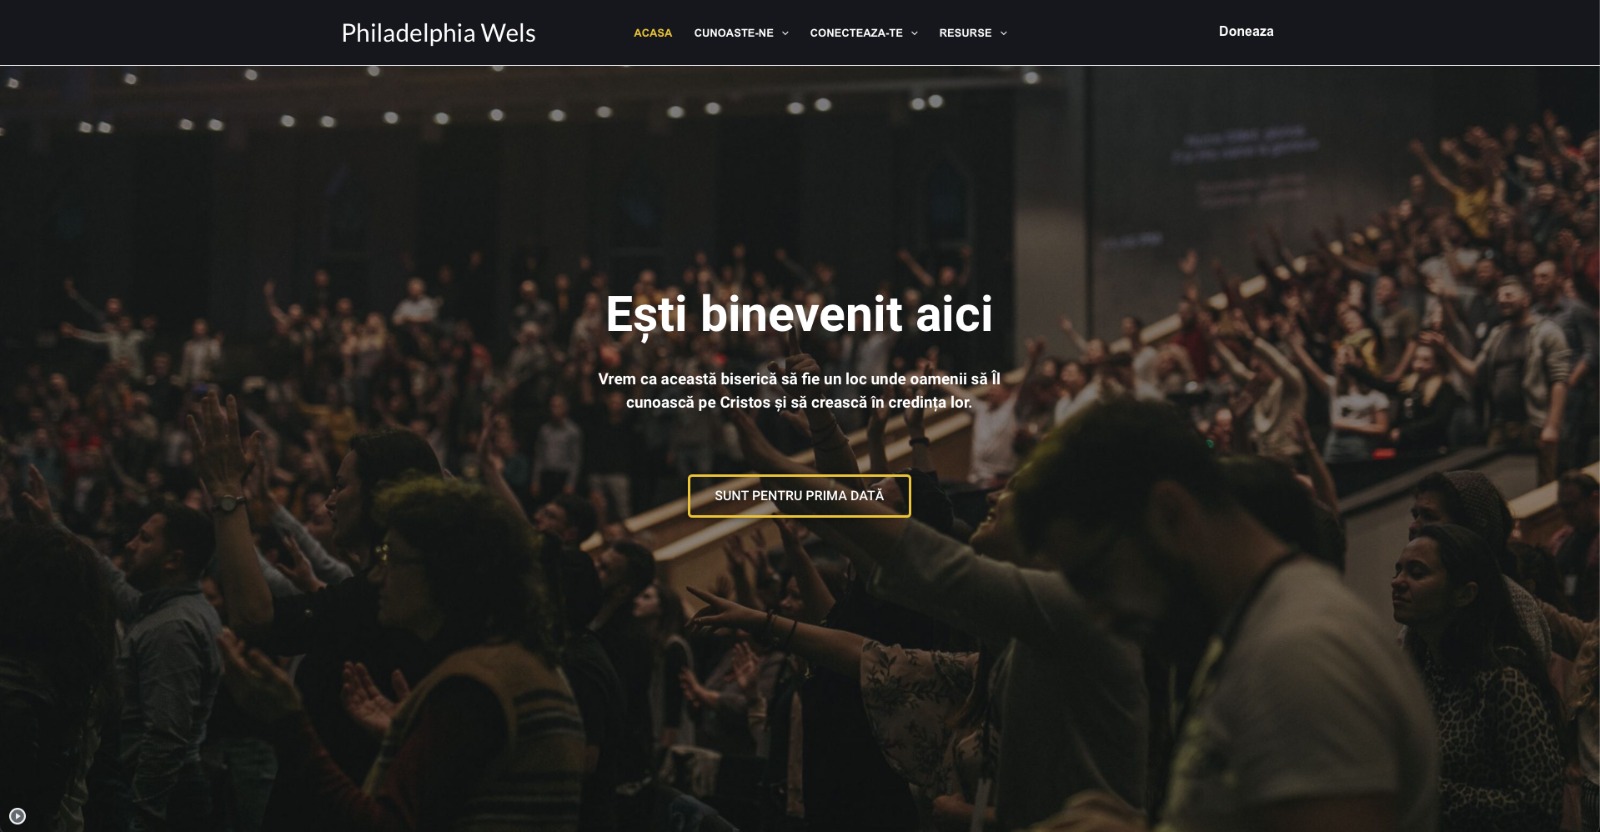 Philadelphia Wels
ACASA
CUNOASTE-NE
CONECTEAZA-TE
RESURSE
Doneaza
Ești binevenit aici
Vrem ca această biserică să fie un loc unde oamenii să Îl
cunoască pe Cristos și să crească în credința lor.
SUNT PENTRU PRIMA DATĂ